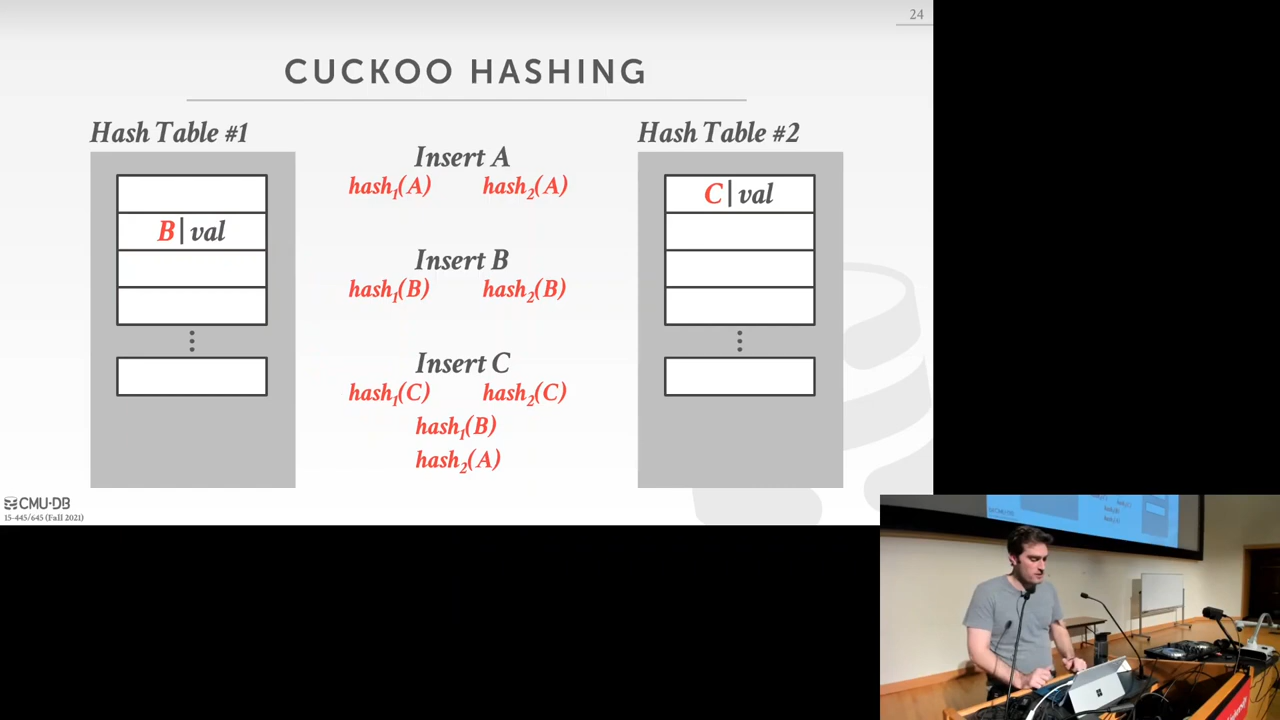 24
CUCKOO HASHING
Hash Table #1
B|val
Insert A
hash1(A) hash2(A)
Insert B
hash1(B) hash2(B)
Insert C
hash1(C) hash2(C)
hash1(B)
hash2(A)
Hash Table #2
C|val
CMU·DB
15-445/645 (Fall 2021)